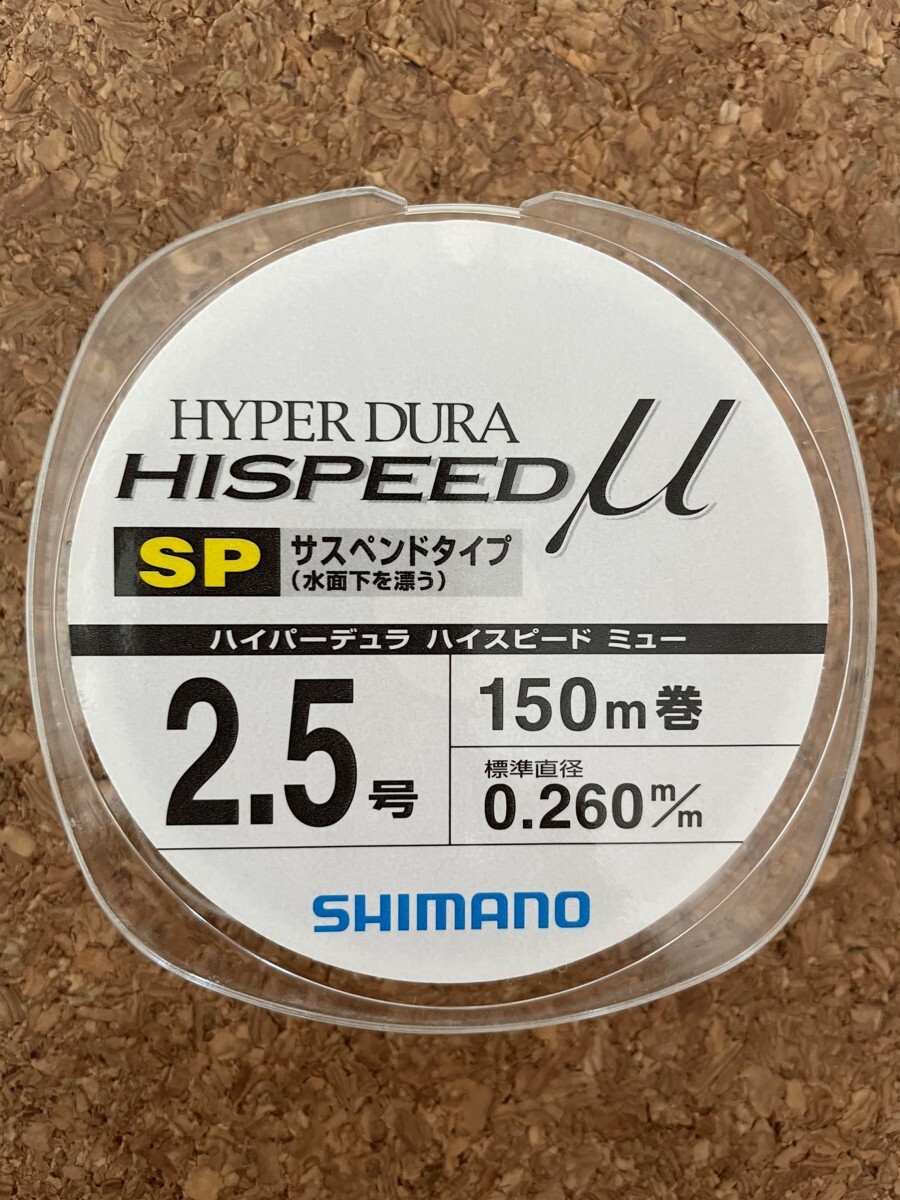 HYPER DURA
HISPEED μ
SP サスペンドタイプ
(水面下を漂う)
ハイパーデュラ ハイスピード ミュー
2.5号
150m巻
標準直径
0.260 m/m
SHIMANO